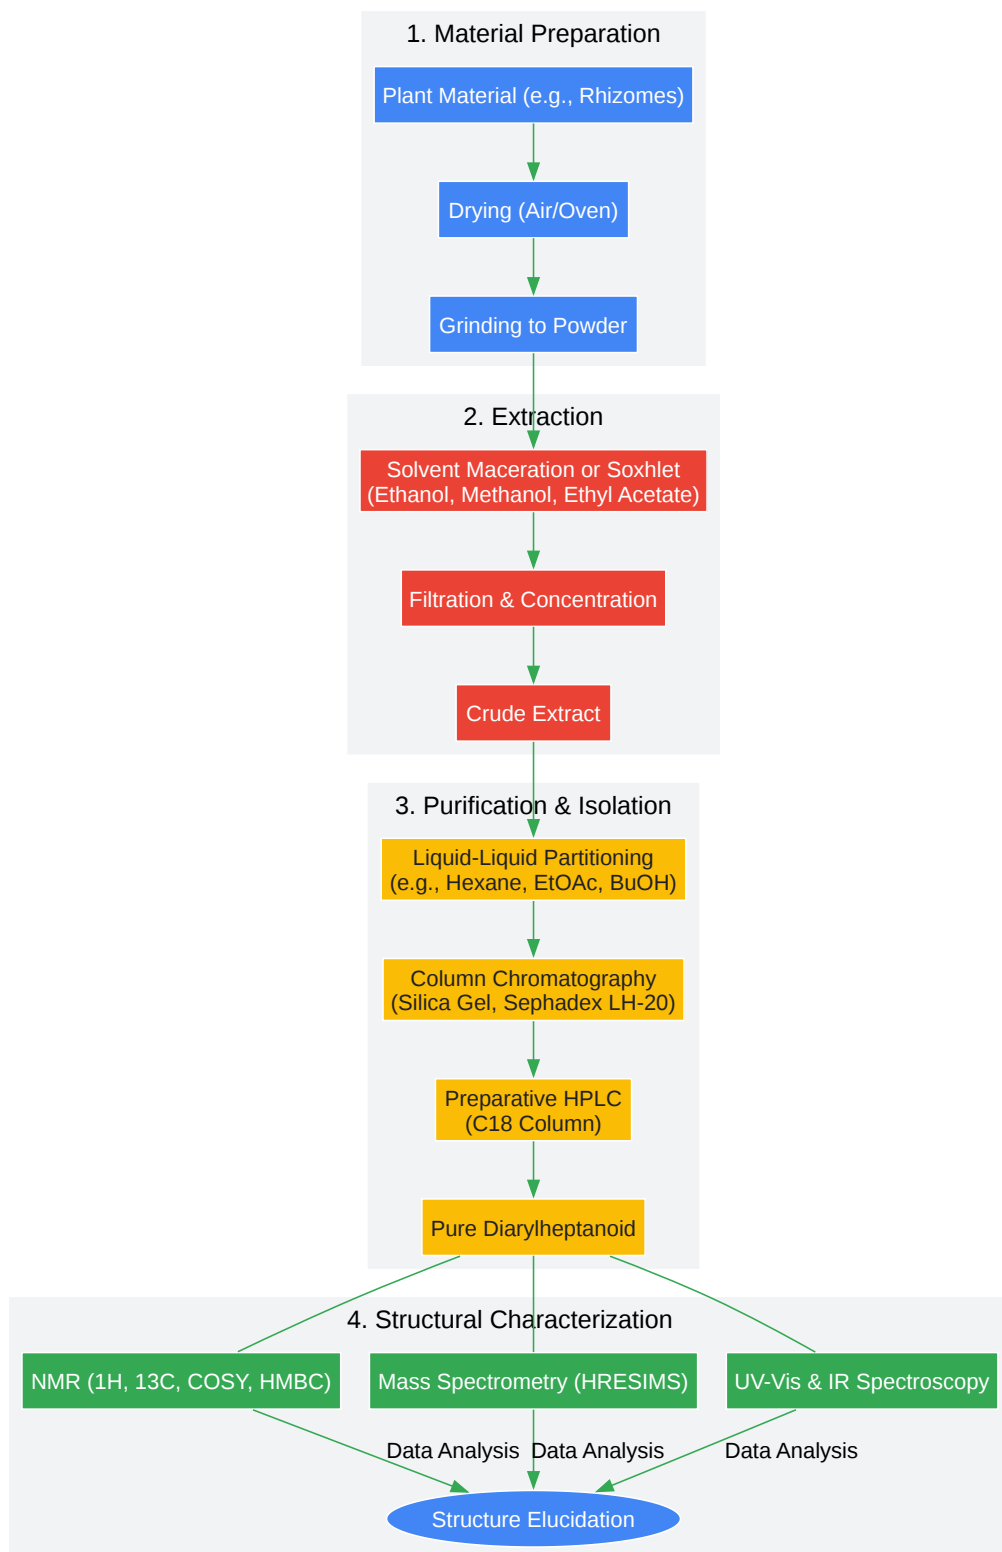 1. Material Preparation
Plant Material (e.g., Rhizomes)
Drying (Air/Oven)
Grinding to Powder
2. Extraction
Solvent Maceration or Soxhlet
(Ethanol, Methanol, Ethyl Acetate)
Filtration & Concentration
Crude Extract
3. Purification & Isolation
Liquid-Liquid Partitioning
(e.g., Hexane, EtOAc, BuOH)
Column Chromatography
(Silica Gel, Sephadex LH-20)
Preparative HPLC
(C18 Column)
Pure Diarylheptanoid
4. Structural Characterization
NMR (1H, 13C, COSY, HMBC)
Mass Spectrometry (HRESIMS)
UV-Vis & IR Spectroscopy
Data Analysis
Data Analysis
Data Analysis
Structure Elucidation